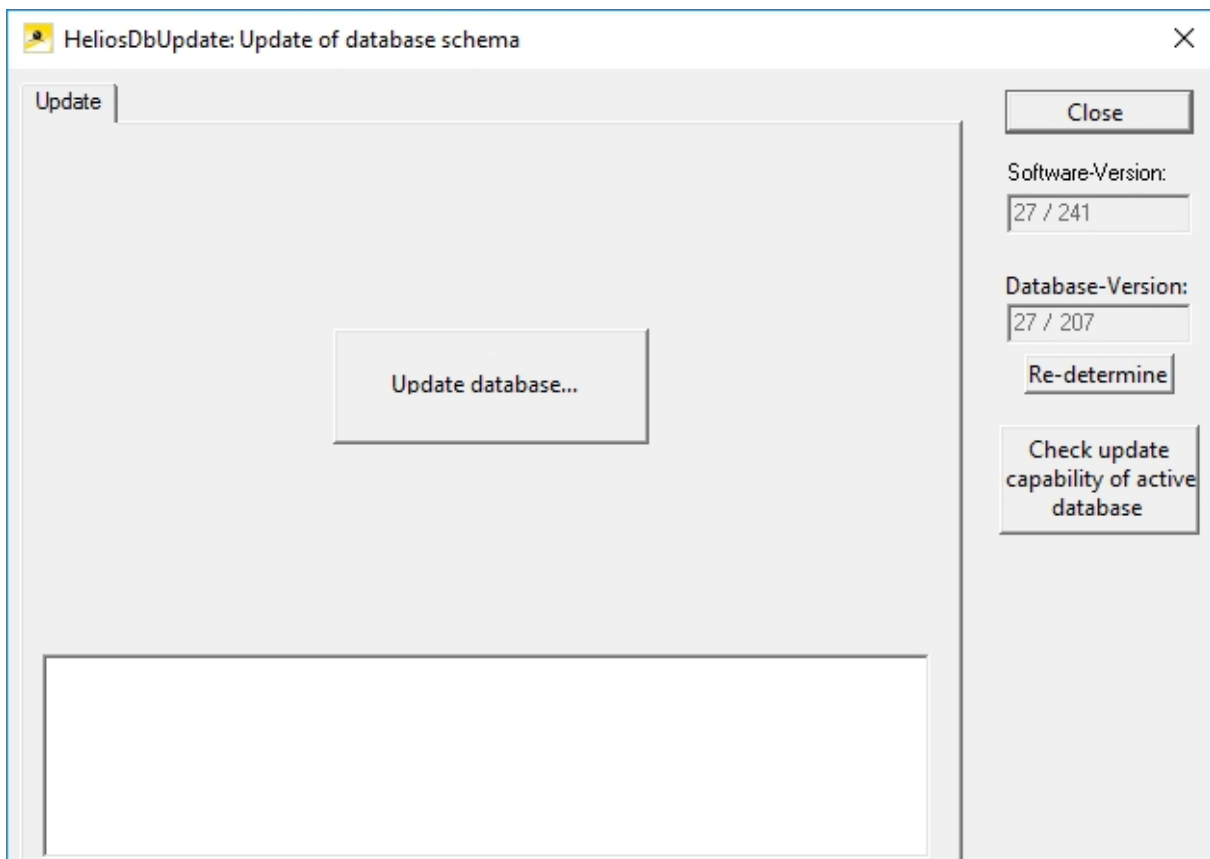 HeliosDbUpdate: Update of database schema
Update
Close
Software-Version:
27 / 241
Database-Version:
27 / 207
Re-determine
Update database...
Check update
capability of active
database